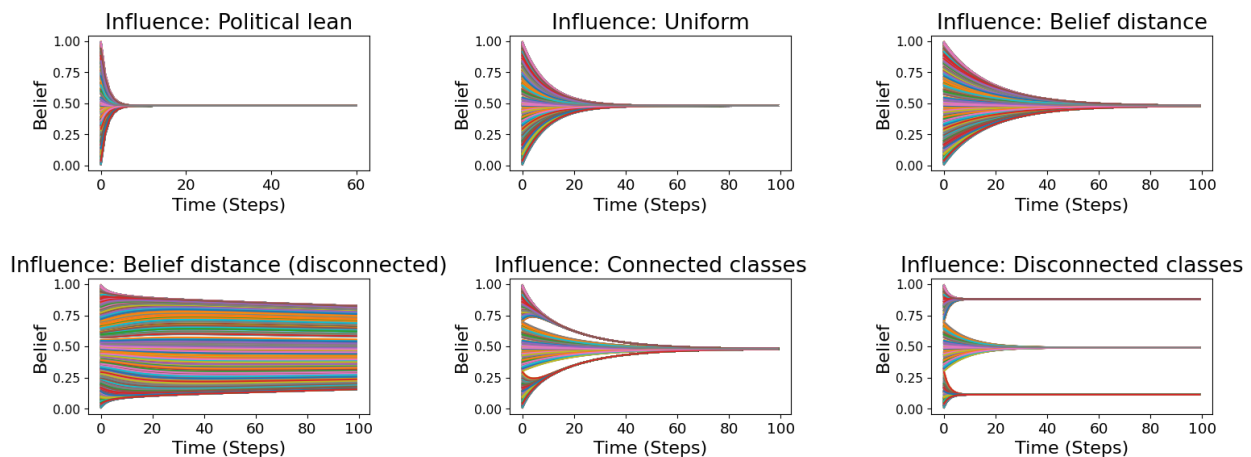 Influence: Political lean
1.00
0.75
0.50
0.25
0.00
Belief
0 20 40 60
Time (Steps)
Influence: Uniform
1.00
0.75
0.50
0.25
0.00
Belief
0 20 40 60 80 100
Time (Steps)
Influence: Belief distance
1.00
0.75
0.50
0.25
0.00
Belief
0 20 40 60 80 100
Time (Steps)
Influence: Belief distance (disconnected)
1.00
0.75
0.50
0.25
0.00
Belief
0 20 40 60 80 100
Time (Steps)
Influence: Connected classes
1.00
0.75
0.50
0.25
0.00
Belief
0 20 40 60 80 100
Time (Steps)
Influence: Disconnected classes
1.00
0.75
0.50
0.25
0.00
Belief
0 20 40 60 80 100
Time (Steps)